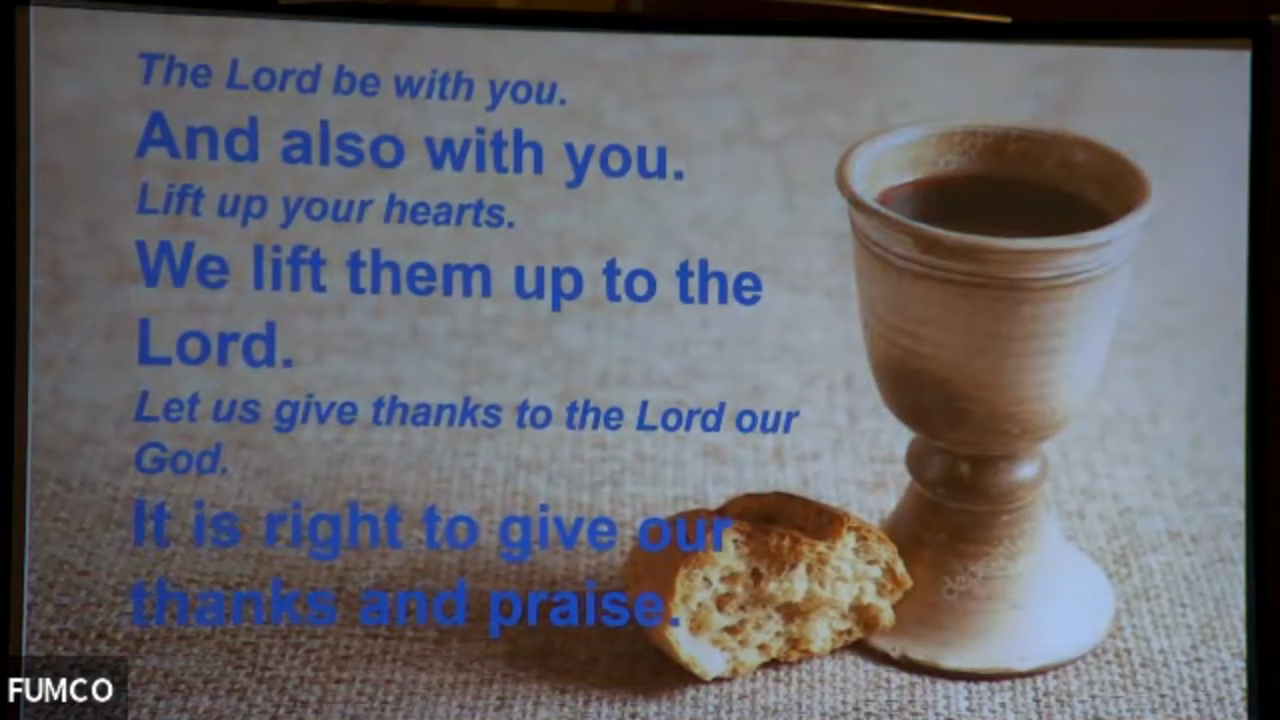 The Lord be with you.
And also with you.
Lift up your hearts.
We lift them up to the
Lord.
Let us give thanks to the Lord our
God.
It is right to give our
thanks and praise.
FUMCO